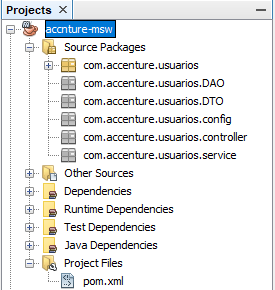 Projects
accnture-msw
Source Packages
com.accenture.usuarios
com.accenture.usuarios.DAO
com.accenture.usuarios.DTO
com.accenture.usuarios.config
com.accenture.usuarios.controller
com.accenture.usuarios.service
Other Sources
Dependencies
Runtime Dependencies
Test Dependencies
Java Dependencies
Project Files
pom.xml